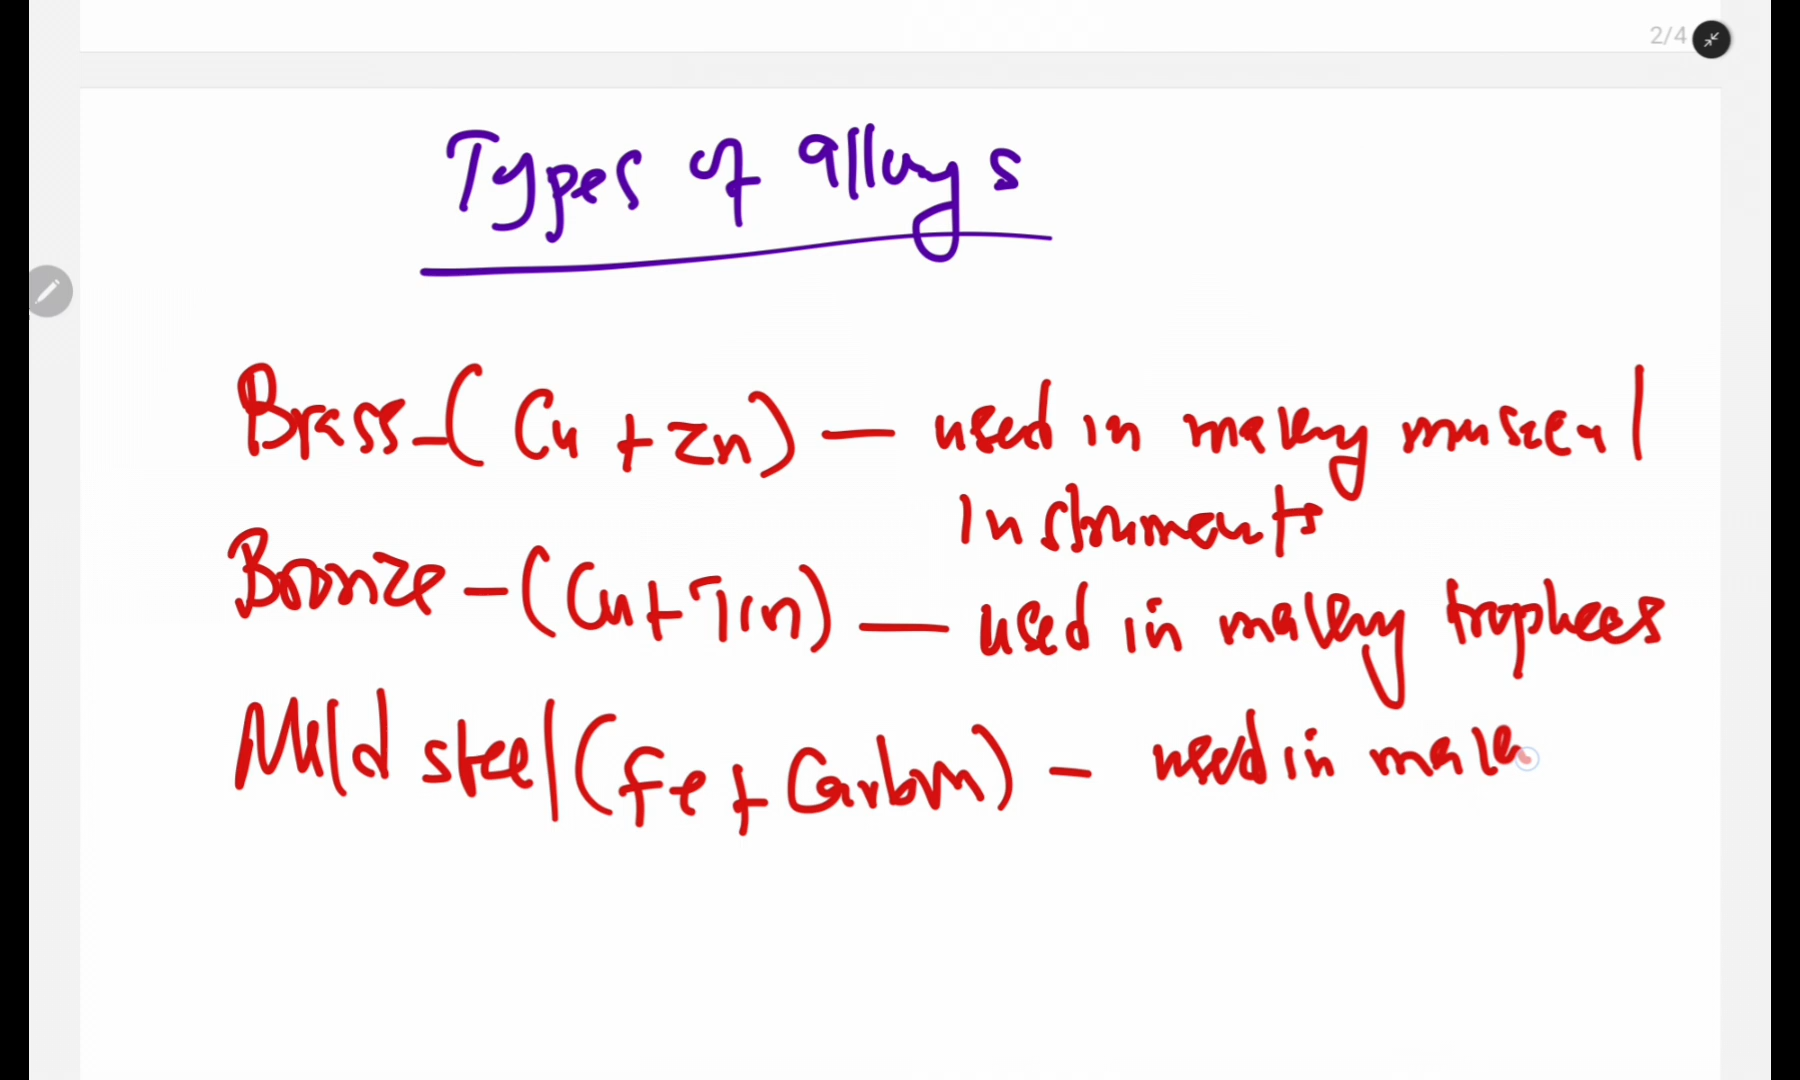 2/4
Types of alloys
Brass - (Cu + Zn) — used in making musical
Instruments
Bronze - (Cu + Tin) — used in making trophees
Mild steel (Fe + Carbon) - used in make